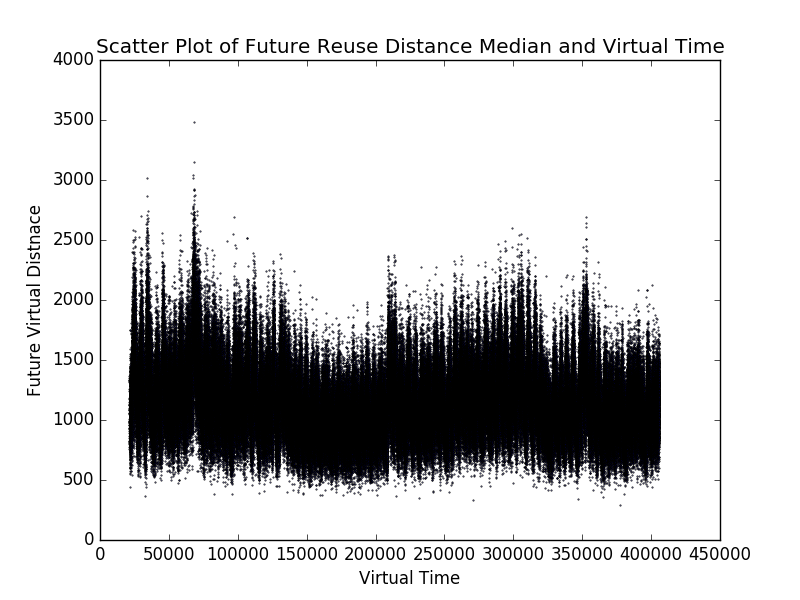 Scatter Plot of Future Reuse Distance Median and Virtual Time
4000
3500
3000
2500
2000
1500
1000
500
0
Future Virtual Distnace
0 50000 100000 150000 200000 250000 300000 350000 400000 450000
Virtual Time